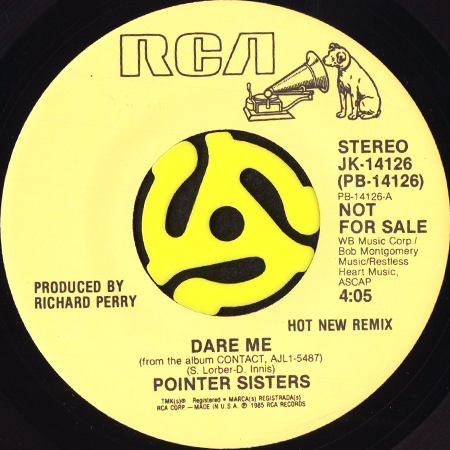 RCA
STEREO
JK-14126
(PB-14126)
PB-14126-A
NOT
FOR SALE
WB Music Corp./
Bob Montgomery
Music/Restless
Heart Music,
ASCAP
4:05
PRODUCED BY
RICHARD PERRY
HOT NEW REMIX
DARE ME
(from the album CONTACT, AJL1-5487)
(S. Lorber-D. Innis)
POINTER SISTERS
TMK(s)® Registered • MARCA(s) REGISTRADA(s)
RCA CORP — MADE IN U.S.A. ℗ 1985 RCA RECORDS